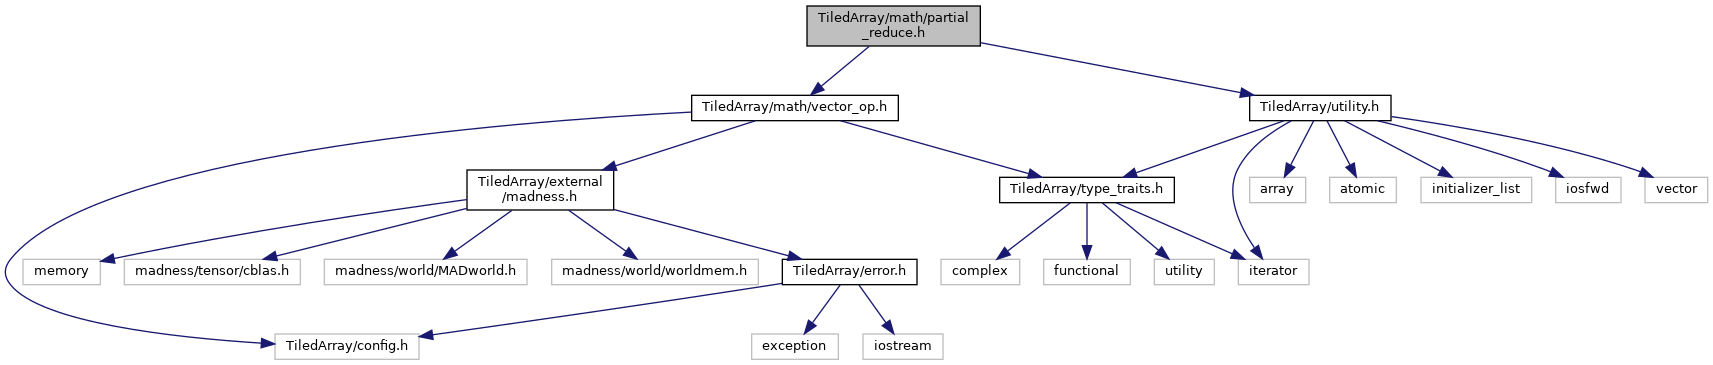 TiledArray/math/partial
_reduce.h
TiledArray/math/vector_op.h
TiledArray/utility.h
TiledArray/external
/madness.h
TiledArray/type_traits.h
array
atomic
initializer_list
iosfwd
vector
memory
madness/tensor/cblas.h
madness/world/MADworld.h
madness/world/worldmem.h
TiledArray/error.h
complex
functional
utility
iterator
TiledArray/config.h
exception
iostream